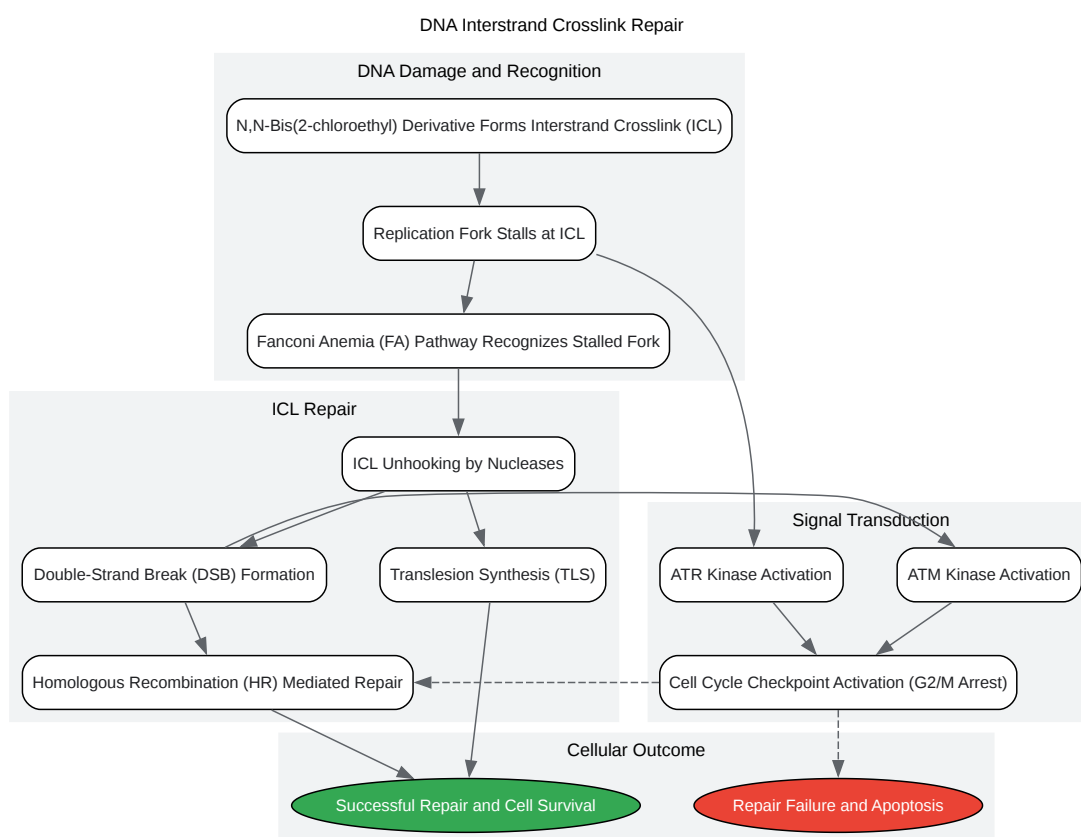 DNA Interstrand Crosslink Repair
DNA Damage and Recognition
N,N-Bis(2-chloroethyl) Derivative Forms Interstrand Crosslink (ICL)
Replication Fork Stalls at ICL
Fanconi Anemia (FA) Pathway Recognizes Stalled Fork
ICL Repair
ICL Unhooking by Nucleases
Signal Transduction
Double-Strand Break (DSB) Formation
Translesion Synthesis (TLS)
ATR Kinase Activation
ATM Kinase Activation
Homologous Recombination (HR) Mediated Repair
Cell Cycle Checkpoint Activation (G2/M Arrest)
Cellular Outcome
Successful Repair and Cell Survival
Repair Failure and Apoptosis